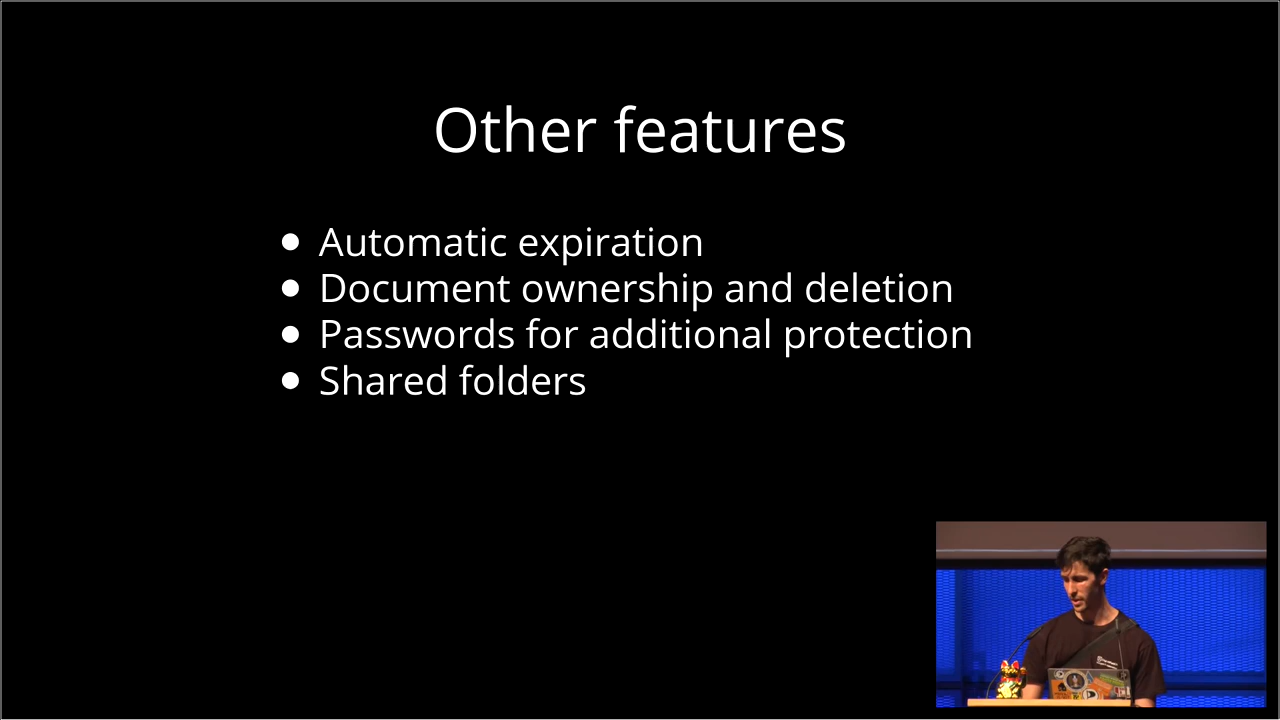 Other features
Automatic expiration
Document ownership and deletion
Passwords for additional protection
Shared folders